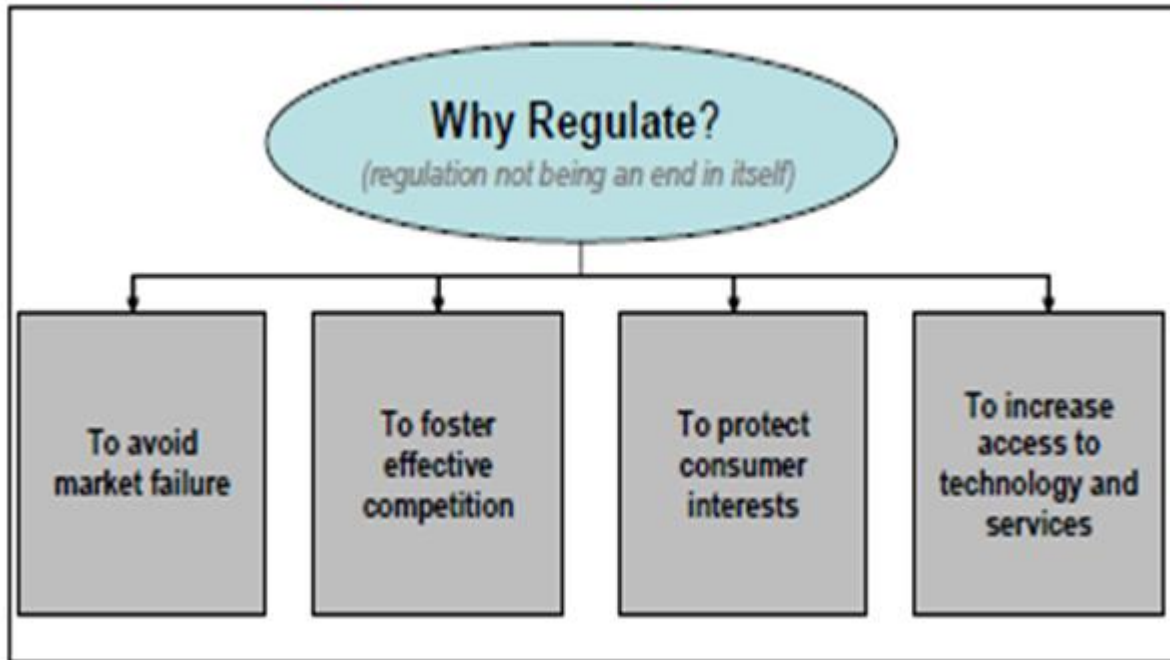 Why Regulate?
(regulation not being an end in itself)
To avoid
market failure
To foster
effective
competition
To protect
consumer
interests
To increase
access to
technology and
services